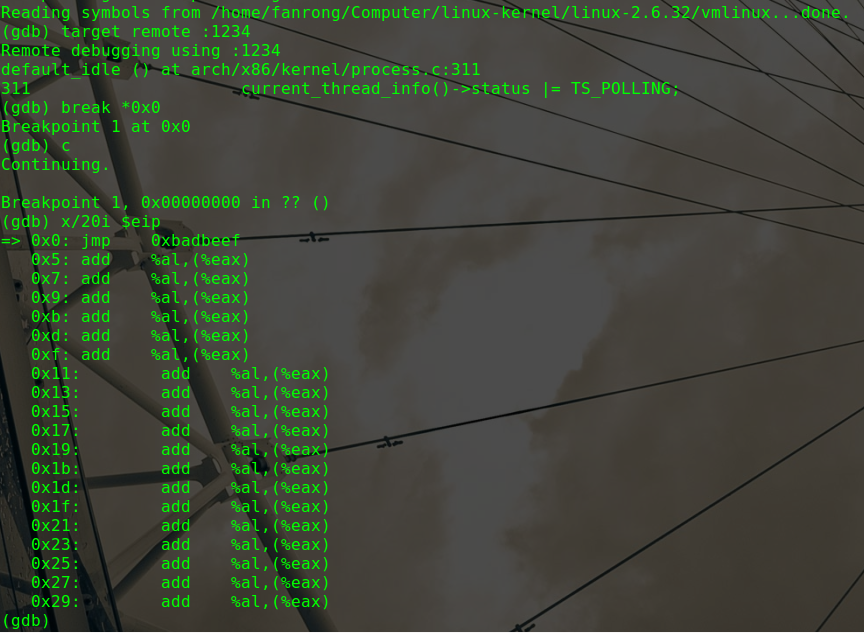 Reading symbols from /home/fanrong/Computer/linux-kernel/linux-2.6.32/vmlinux...done.
(gdb) target remote :1234
Remote debugging using :1234
default_idle () at arch/x86/kernel/process.c:311
311 current_thread_info()->status |= TS_POLLING;
(gdb) break *0x0
Breakpoint 1 at 0x0
(gdb) c
Continuing.

Breakpoint 1, 0x00000000 in ?? ()
(gdb) x/20i $eip
=> 0x0: jmp 0xbadbeef
0x5: add %al,(%eax)
0x7: add %al,(%eax)
0x9: add %al,(%eax)
0xb: add %al,(%eax)
0xd: add %al,(%eax)
0xf: add %al,(%eax)
0x11: add %al,(%eax)
0x13: add %al,(%eax)
0x15: add %al,(%eax)
0x17: add %al,(%eax)
0x19: add %al,(%eax)
0x1b: add %al,(%eax)
0x1d: add %al,(%eax)
0x1f: add %al,(%eax)
0x21: add %al,(%eax)
0x23: add %al,(%eax)
0x25: add %al,(%eax)
0x27: add %al,(%eax)
0x29: add %al,(%eax)
(gdb)